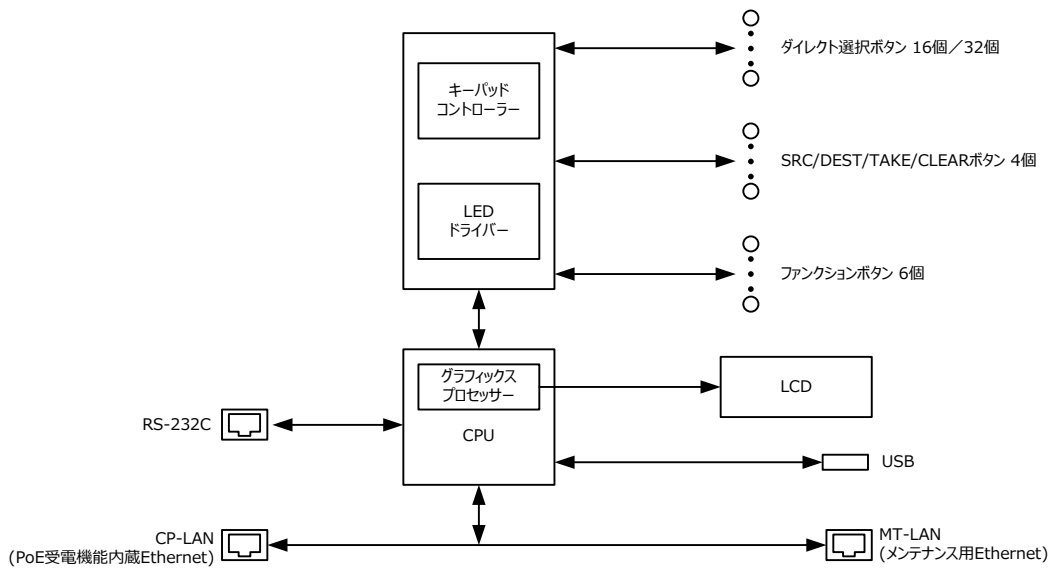 ダイレクト選択ボタン 16個／32個
キーパッド
コントローラー
SRC/DEST/TAKE/CLEARボタン 4個
LED
ドライバー
ファンクションボタン 6個
グラフィックス
プロセッサー
LCD
RS-232C
CPU
USB
CP-LAN
(PoE受電機能内蔵Ethernet)
MT-LAN
(メンテナンス用Ethernet)